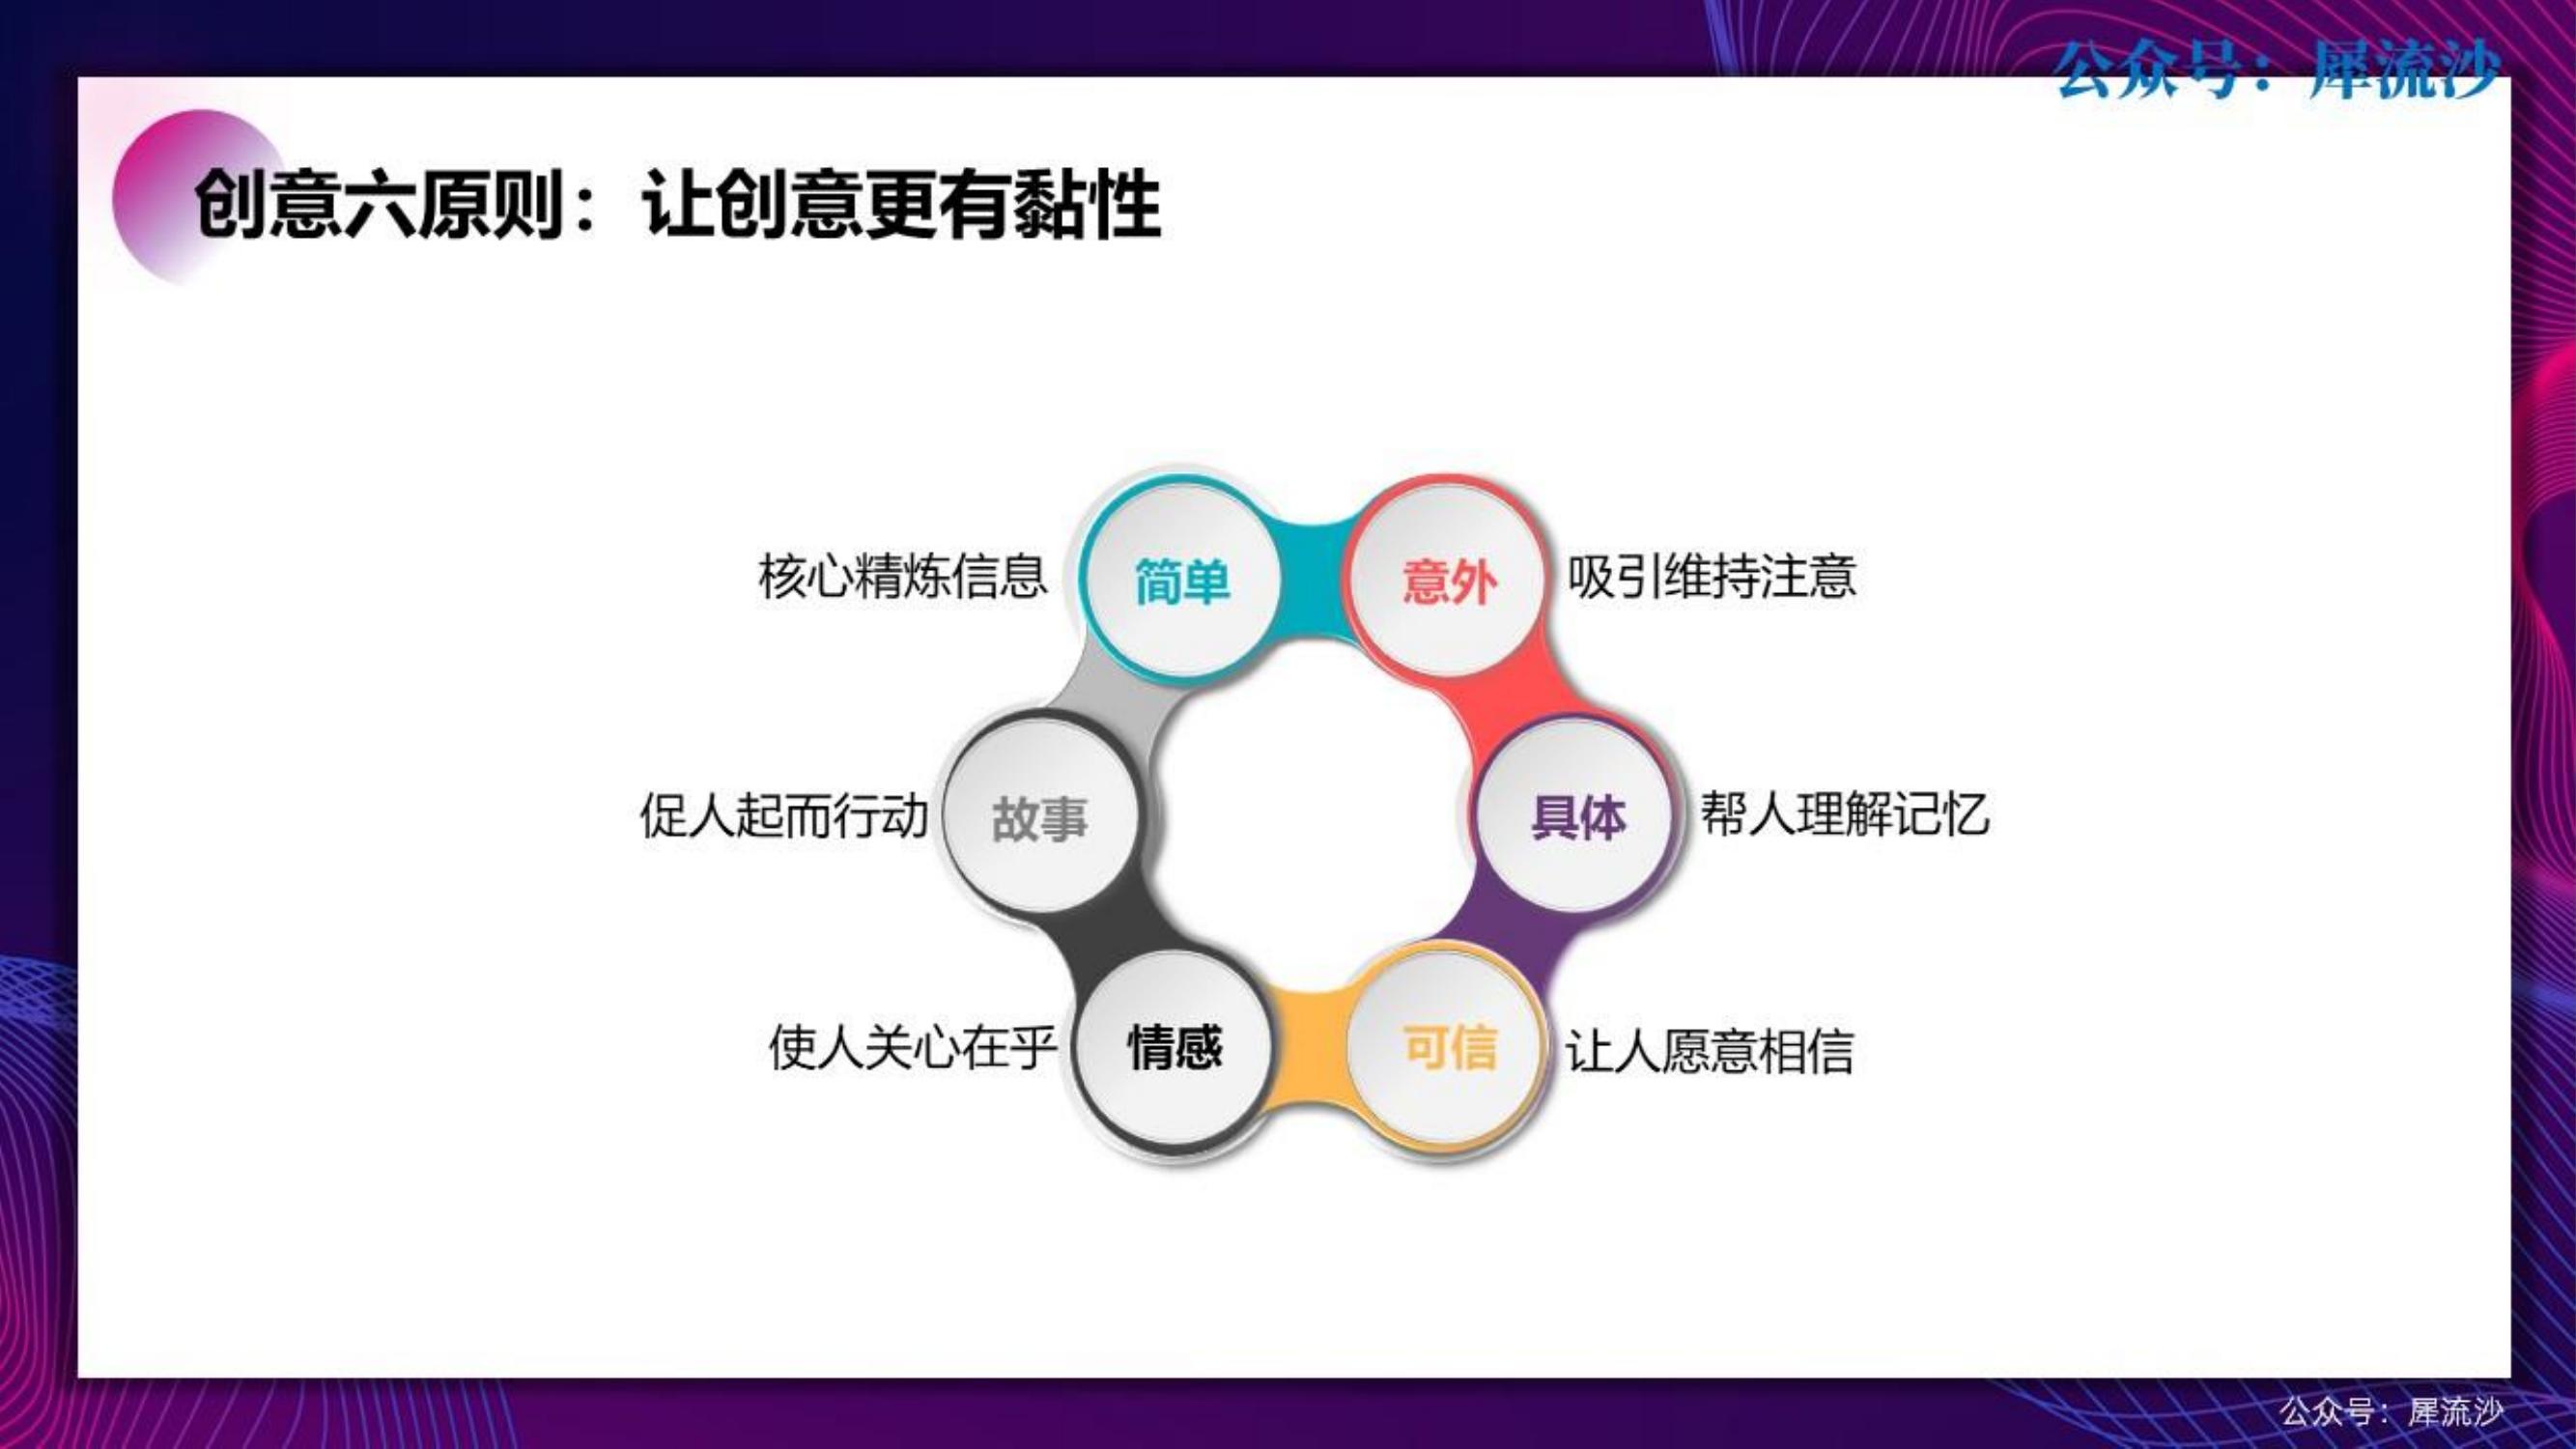 公众号：犀流沙
创意六原则：让创意更有黏性
核心精炼信息
简单
意外
吸引维持注意
促人起而行动
故事
具体
帮人理解记忆
使人关心在乎
情感
可信
让人愿意相信
公众号：犀流沙